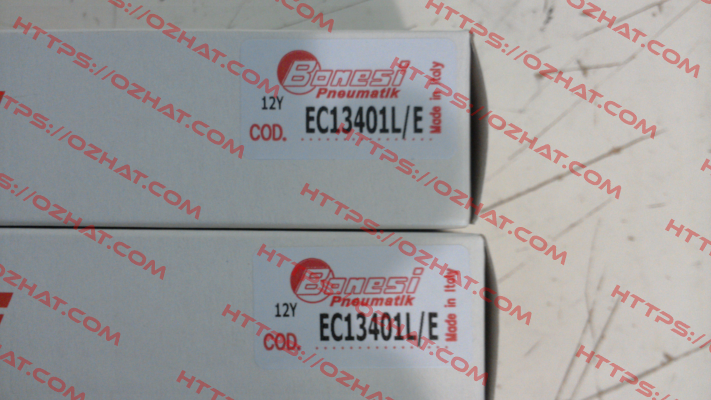 Bonesi
Pneumatik
12Y
COD. EC13401L/E
Made in Italy
Bonesi
Pneumatik
12Y
COD. EC13401L/E
Made in Italy
HTTPS://OZHAT.COM